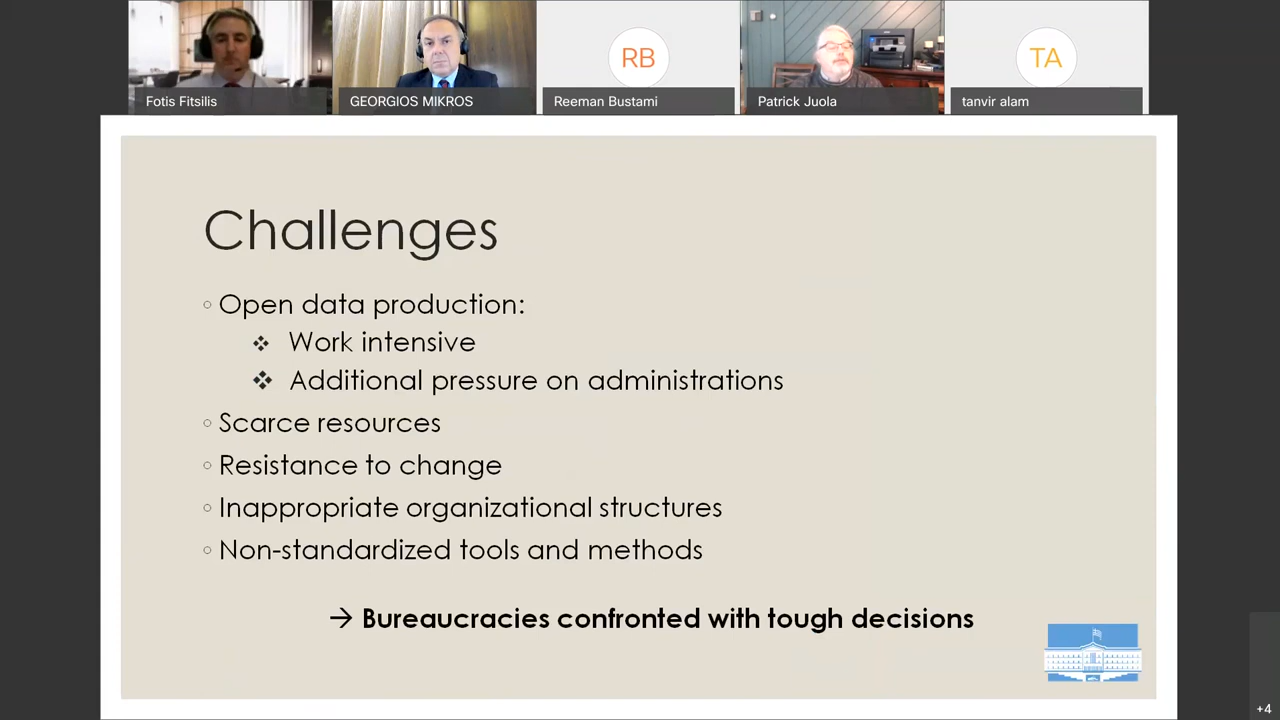 Fotis Fitsilis
GEORGIOS MIKROS
RB
Reeman Bustami
Patrick Juola
TA
tanvir alam
Challenges
Open data production:
Work intensive
Additional pressure on administrations
Scarce resources
Resistance to change
Inappropriate organizational structures
Non-standardized tools and methods
→ Bureaucracies confronted with tough decisions
+4